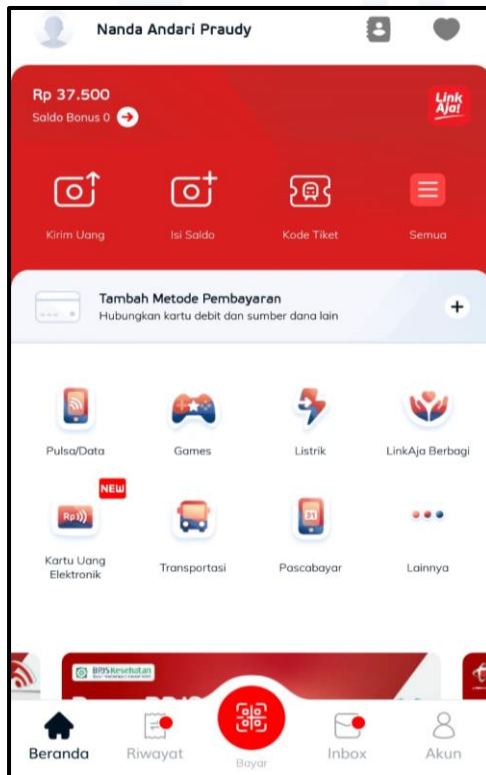 Nanda Andari Praudy
Rp 37.500
Saldo Bonus 0
Link
Aja!
Kirim Uang
Isi Saldo
Kode Tiket
Semua
Tambah Metode Pembayaran
Hubungkan kartu debit dan sumber dana lain
+
Pulsa/Data
Games
Listrik
LinkAja Berbagi
NEW
Rp
31
Kartu Uang
Elektronik
Transportasi
Pascabayar
Lainnya
BPJS Kesehatan
Beranda
Riwayat
Bayar
Inbox
Akun